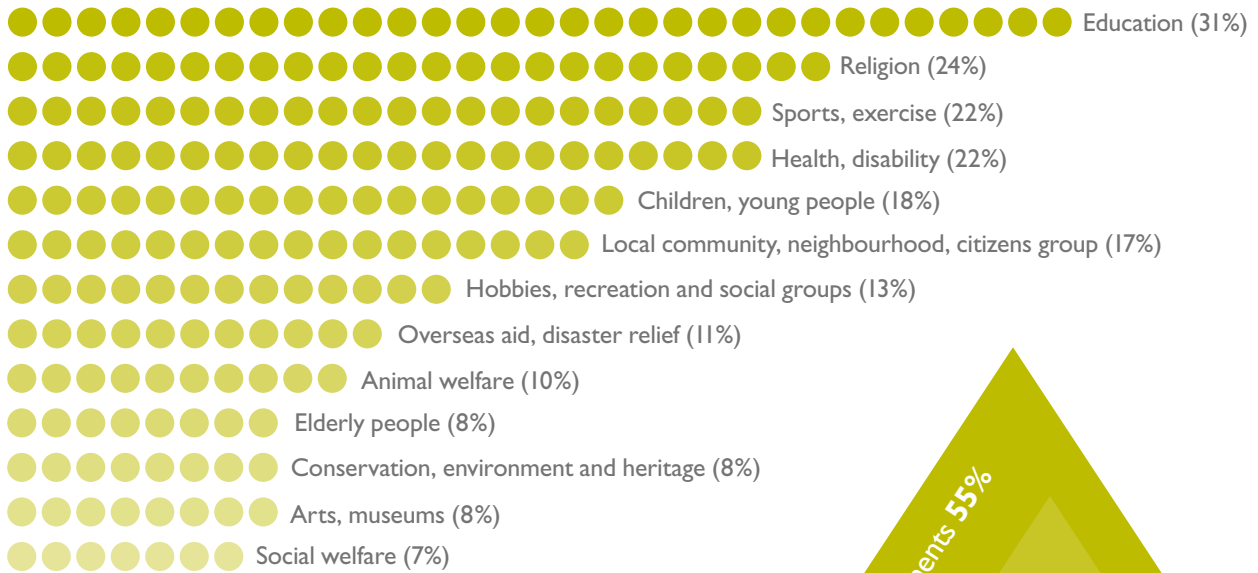 Education (31%)
Religion (24%)
Sports, exercise (22%)
Health, disability (22%)
Children, young people (18%)
Local community, neighbourhood, citizens group (17%)
Hobbies, recreation and social groups (13%)
Overseas aid, disaster relief (11%)
Animal welfare (10%)
Elderly people (8%)
Conservation, environment and heritage (8%)
Arts, museums (8%)
Social welfare (7%)
55%